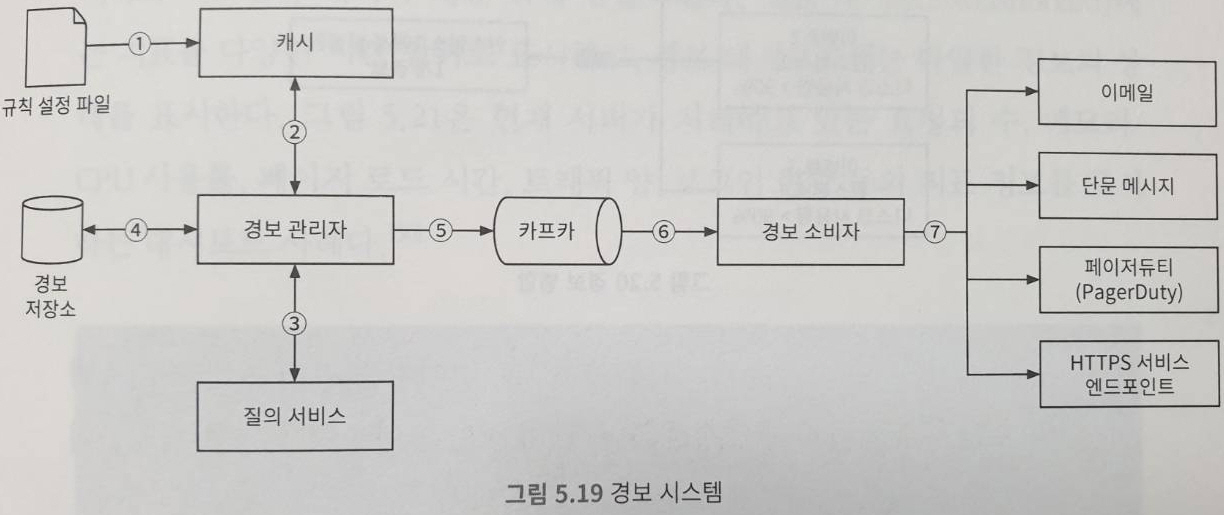 ①
캐시
규칙 설정 파일
②
이메일
단문 메시지
④
경보 관리자
⑤
카프카
⑥
경보 소비자
⑦
경보
저장소
페이저듀티
(PagerDuty)
③
HTTPS 서비스
엔드포인트
질의 서비스
그림 5.19 경보 시스템